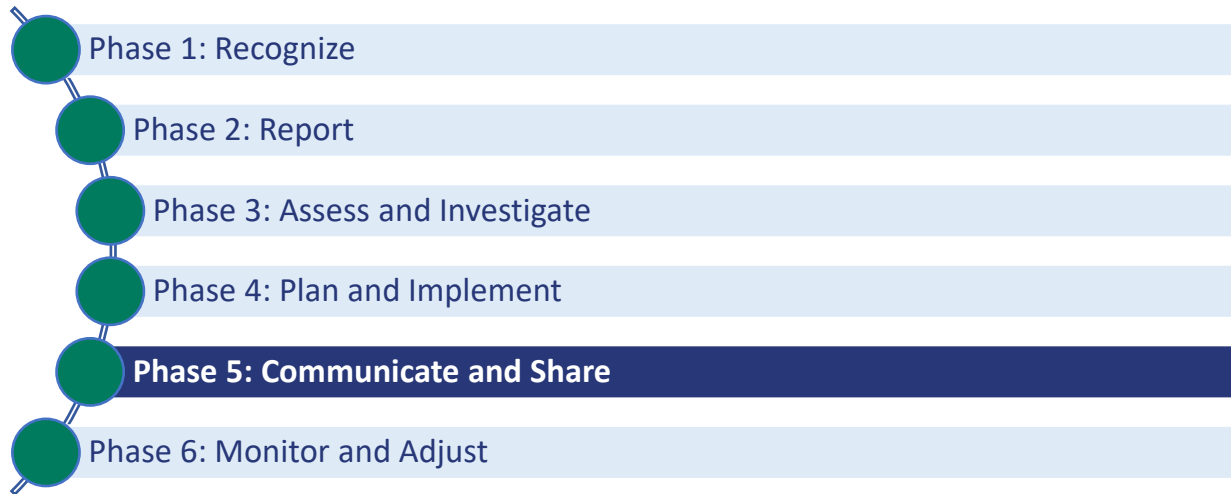 Phase 1: Recognize
Phase 2: Report
Phase 3: Assess and Investigate
Phase 4: Plan and Implement
Phase 5: Communicate and Share
Phase 6: Monitor and Adjust